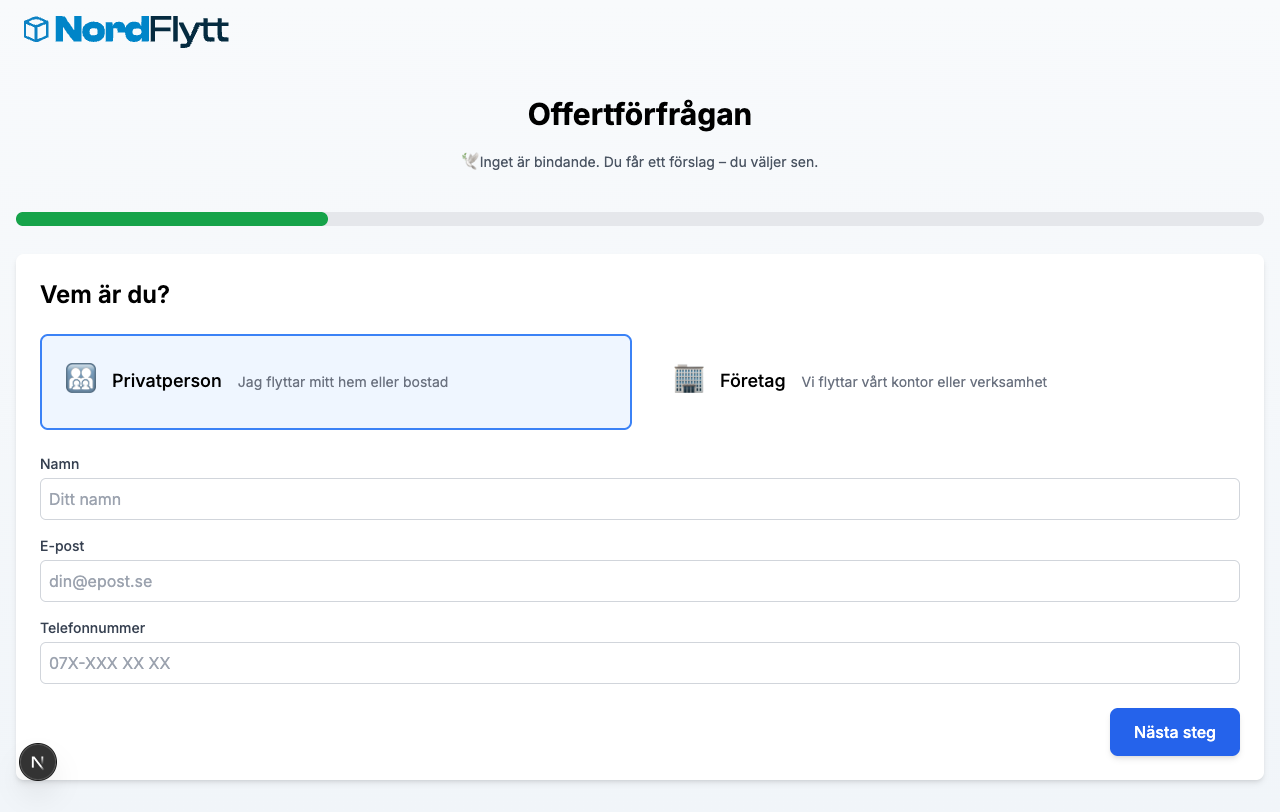 NordFlytt
Offertförfrågan
🕊️Inget är bindande. Du får ett förslag – du väljer sen.
Vem är du?
Privatperson Jag flyttar mitt hem eller bostad
Företag Vi flyttar vårt kontor eller verksamhet
Namn
Ditt namn
E-post
din@epost.se
Telefonnummer
07X-XXX XX XX
Nästa steg
N